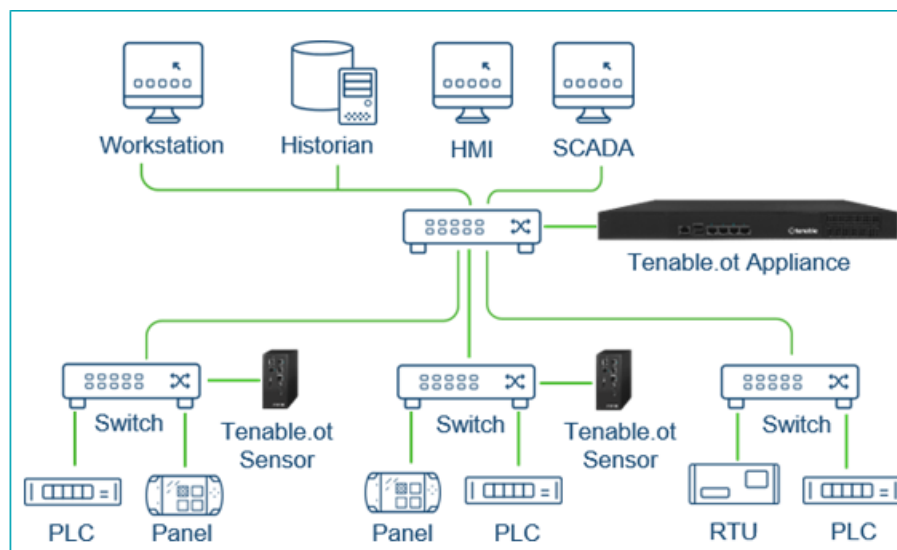 Workstation
Historian
HMI
SCADA
tenable
Tenable.ot Appliance
Switch
Tenable.ot
Sensor
Switch
Tenable.ot
Sensor
Switch
PLC
Panel
Panel
PLC
RTU
PLC